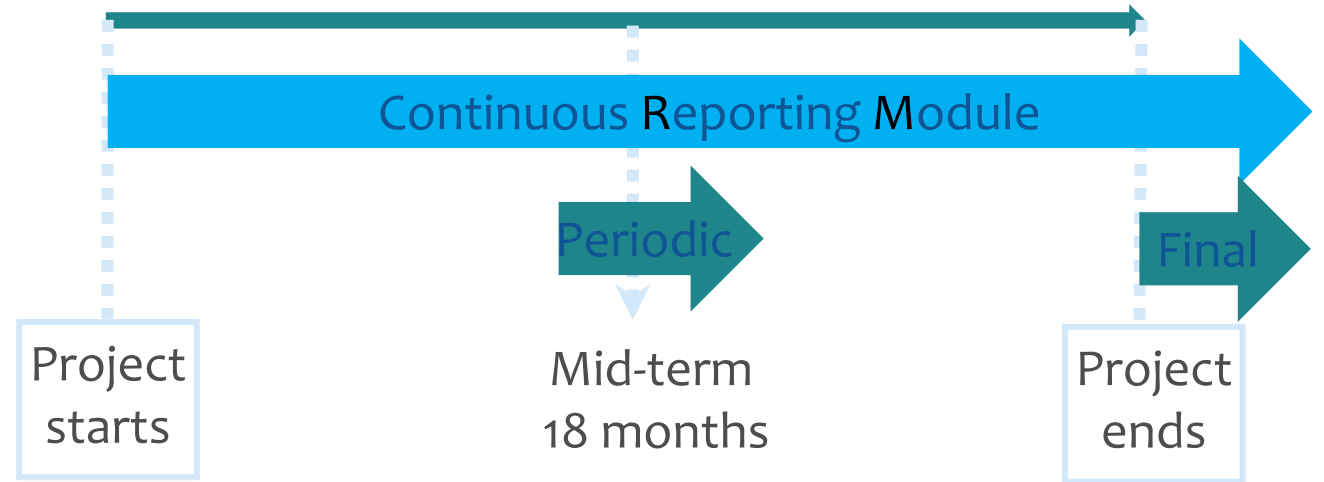 Continuous Reporting Module
Periodic
Final
Project
starts
Mid-term
18 months
Project
ends